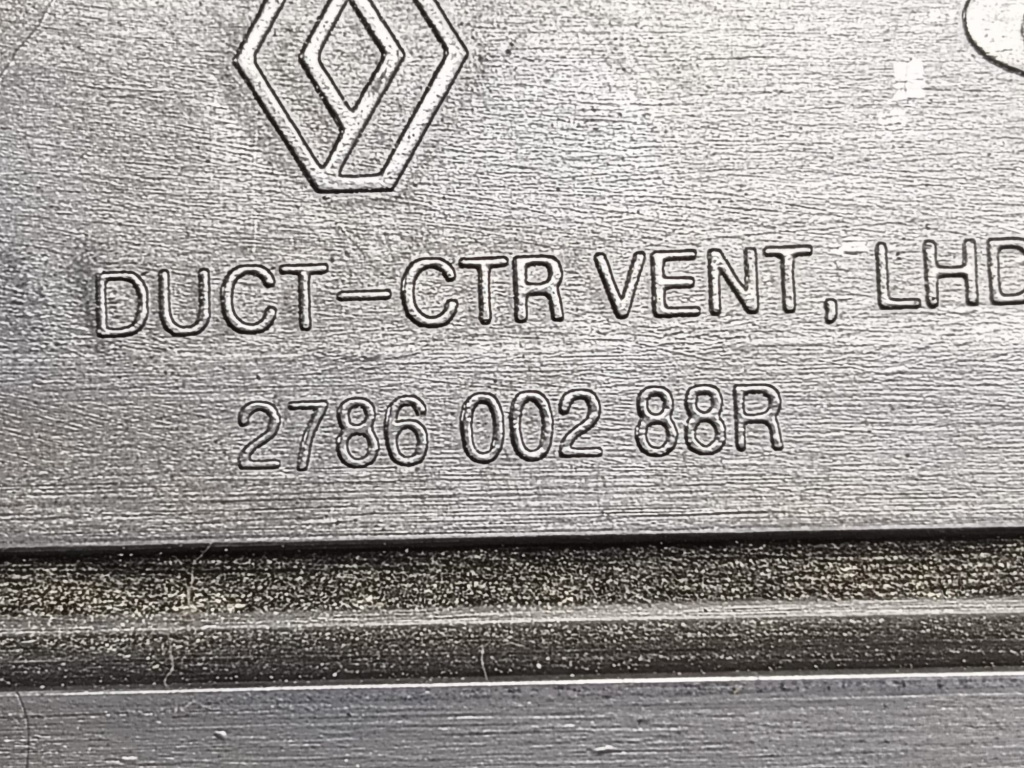 DUCT-CTR VENT, LHD
2786 002 88R